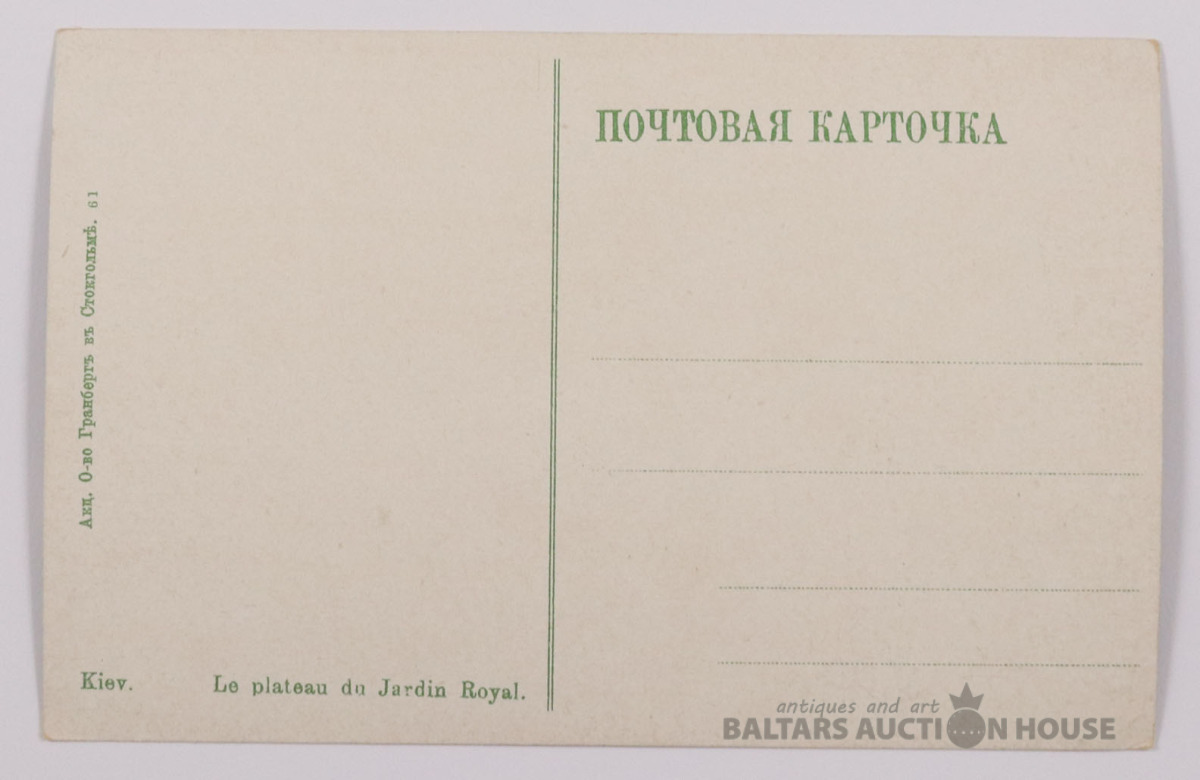 ПОЧТОВАЯ КАРТОЧКА
Акц. О-во Гранбергъ въ Стокгольмѣ. 61
Kiev. Le plateau du Jardin Royal.
antiques and art
BALTARS AUCTION HOUSE